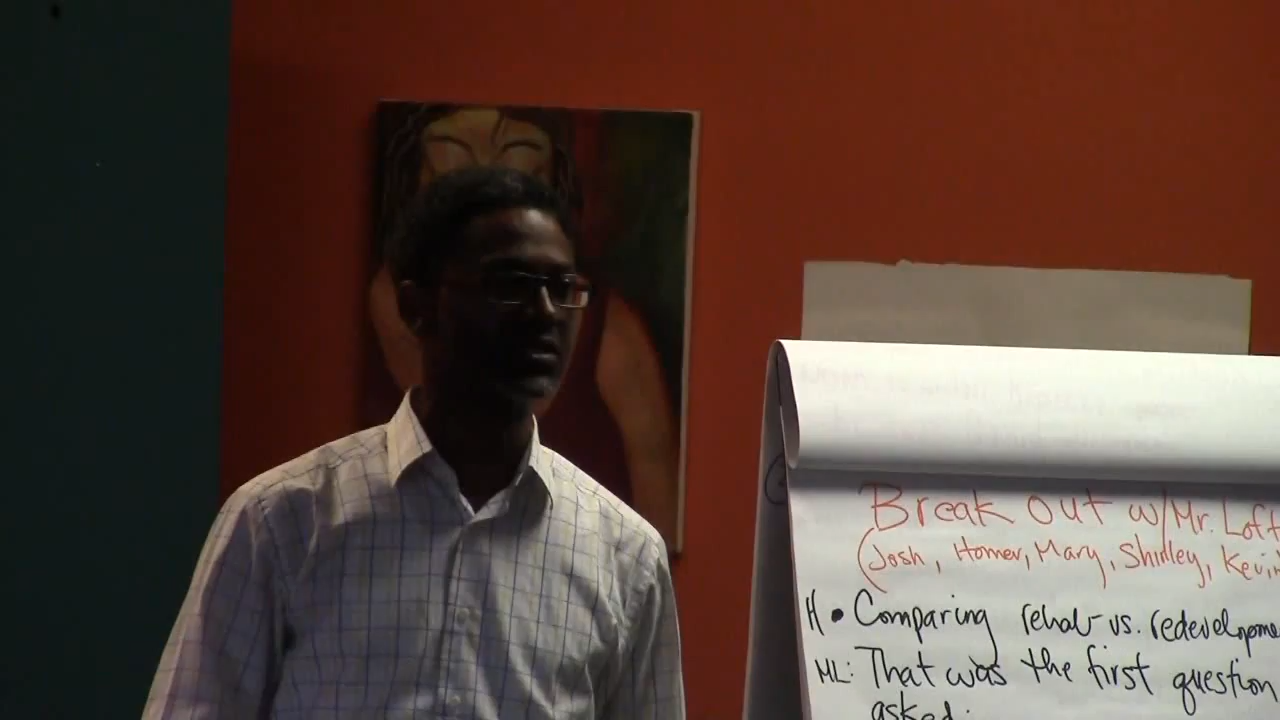 Break out w/Mr. Loft
(Josh, Homer, Mary, Shirley, Kevin
H • Comparing rehab vs. redevelopme
ML: That was the first question
asked: